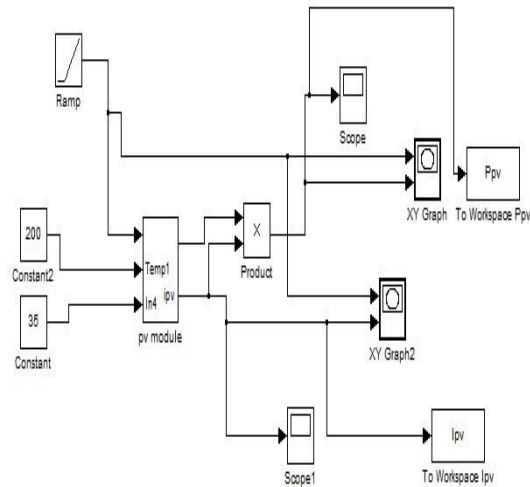 Ramp
Scope
XY Graph
Ppv
To Workspace Ppv
200
Constant2
Temp1
ipv
In4
pv module
X
Product
35
Constant
XY Graph2
Scope1
Ipv
To Workspace Ipv